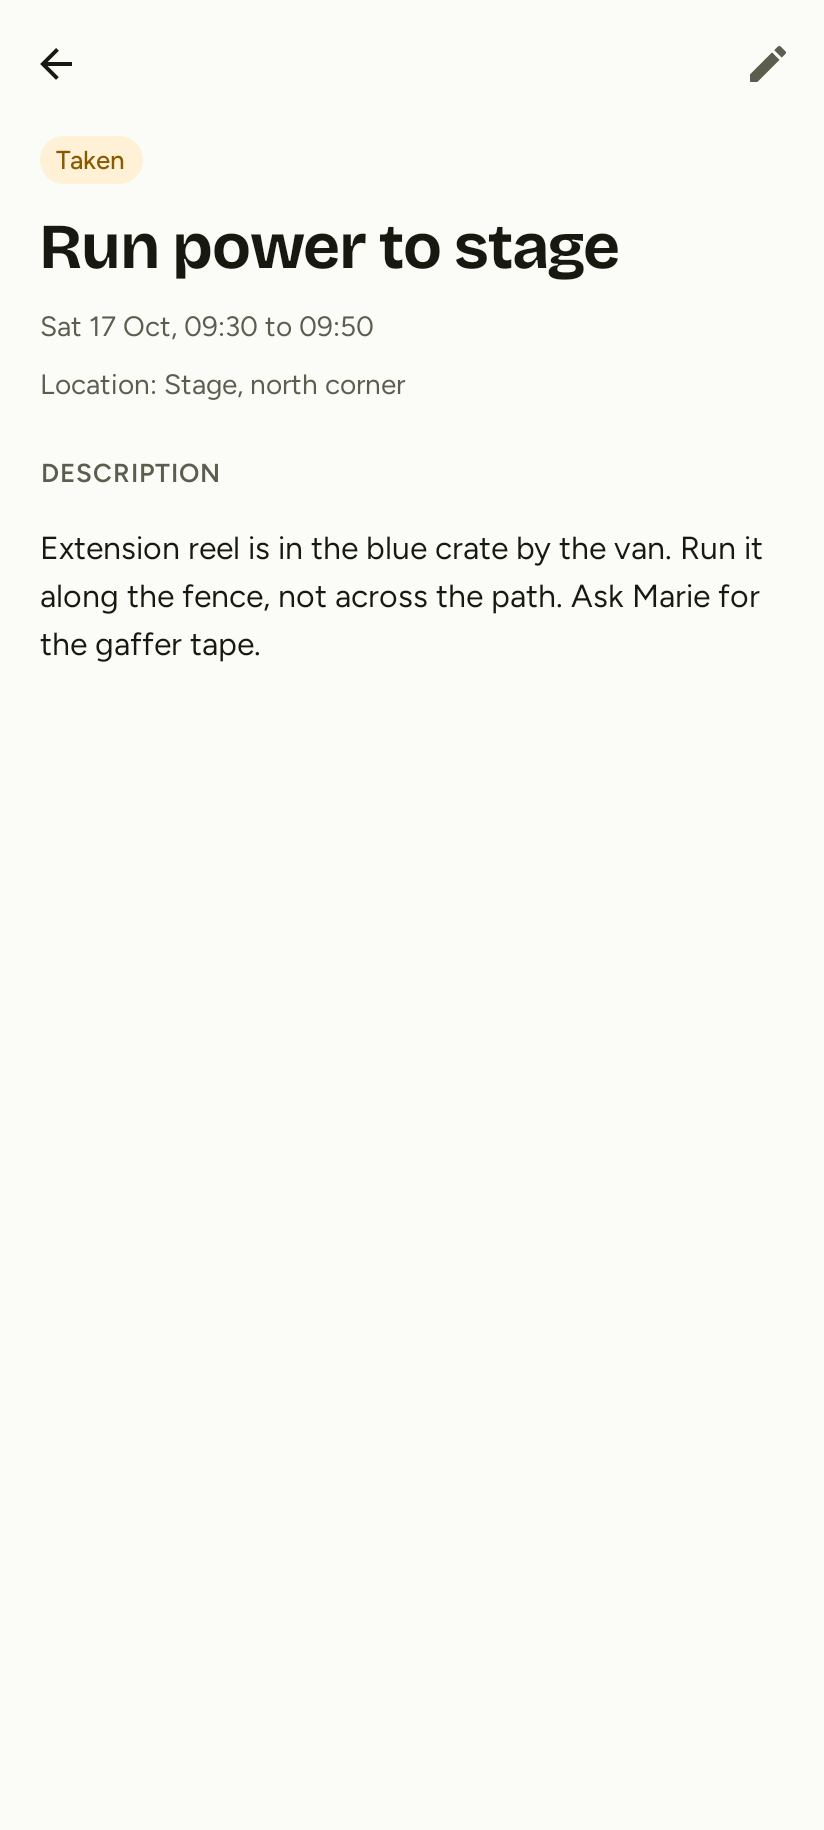 Taken
Run power to stage
Sat 17 Oct, 09:30 to 09:50
Location: Stage, north corner
DESCRIPTION
Extension reel is in the blue crate by the van. Run it
along the fence, not across the path. Ask Marie for
the gaffer tape.